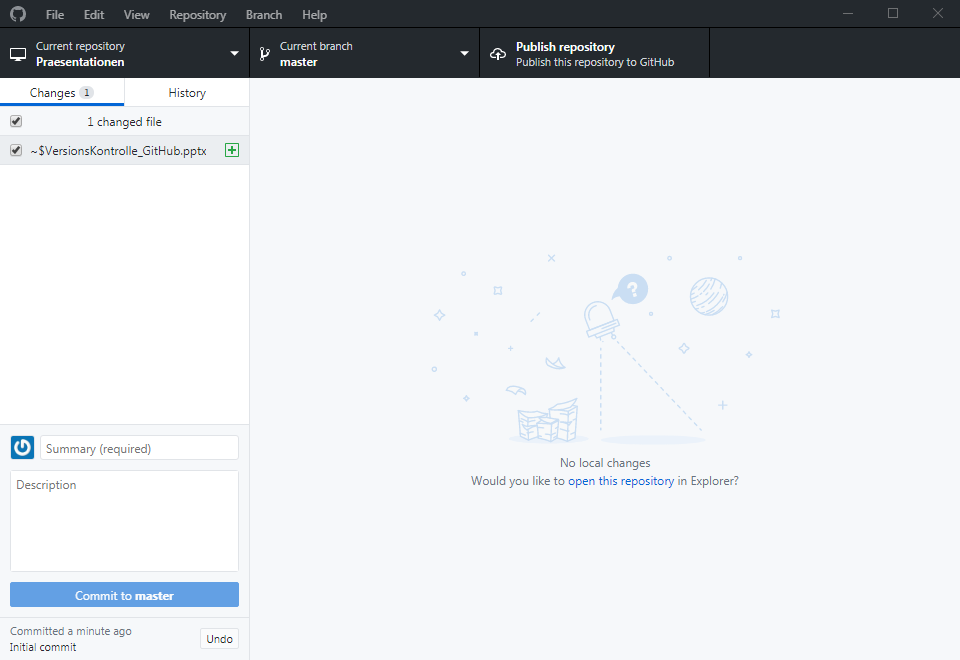 File Edit View Repository Branch Help
Current repository
Praesentationen
Current branch
master
Publish repository
Publish this repository to GitHub
Changes 1
History
1 changed file
~$VersionsKontrolle_GitHub.pptx
?
No local changes
Would you like to open this repository in Explorer?
Summary (required)
Description
Commit to master
Committed a minute ago
Initial commit
Undo